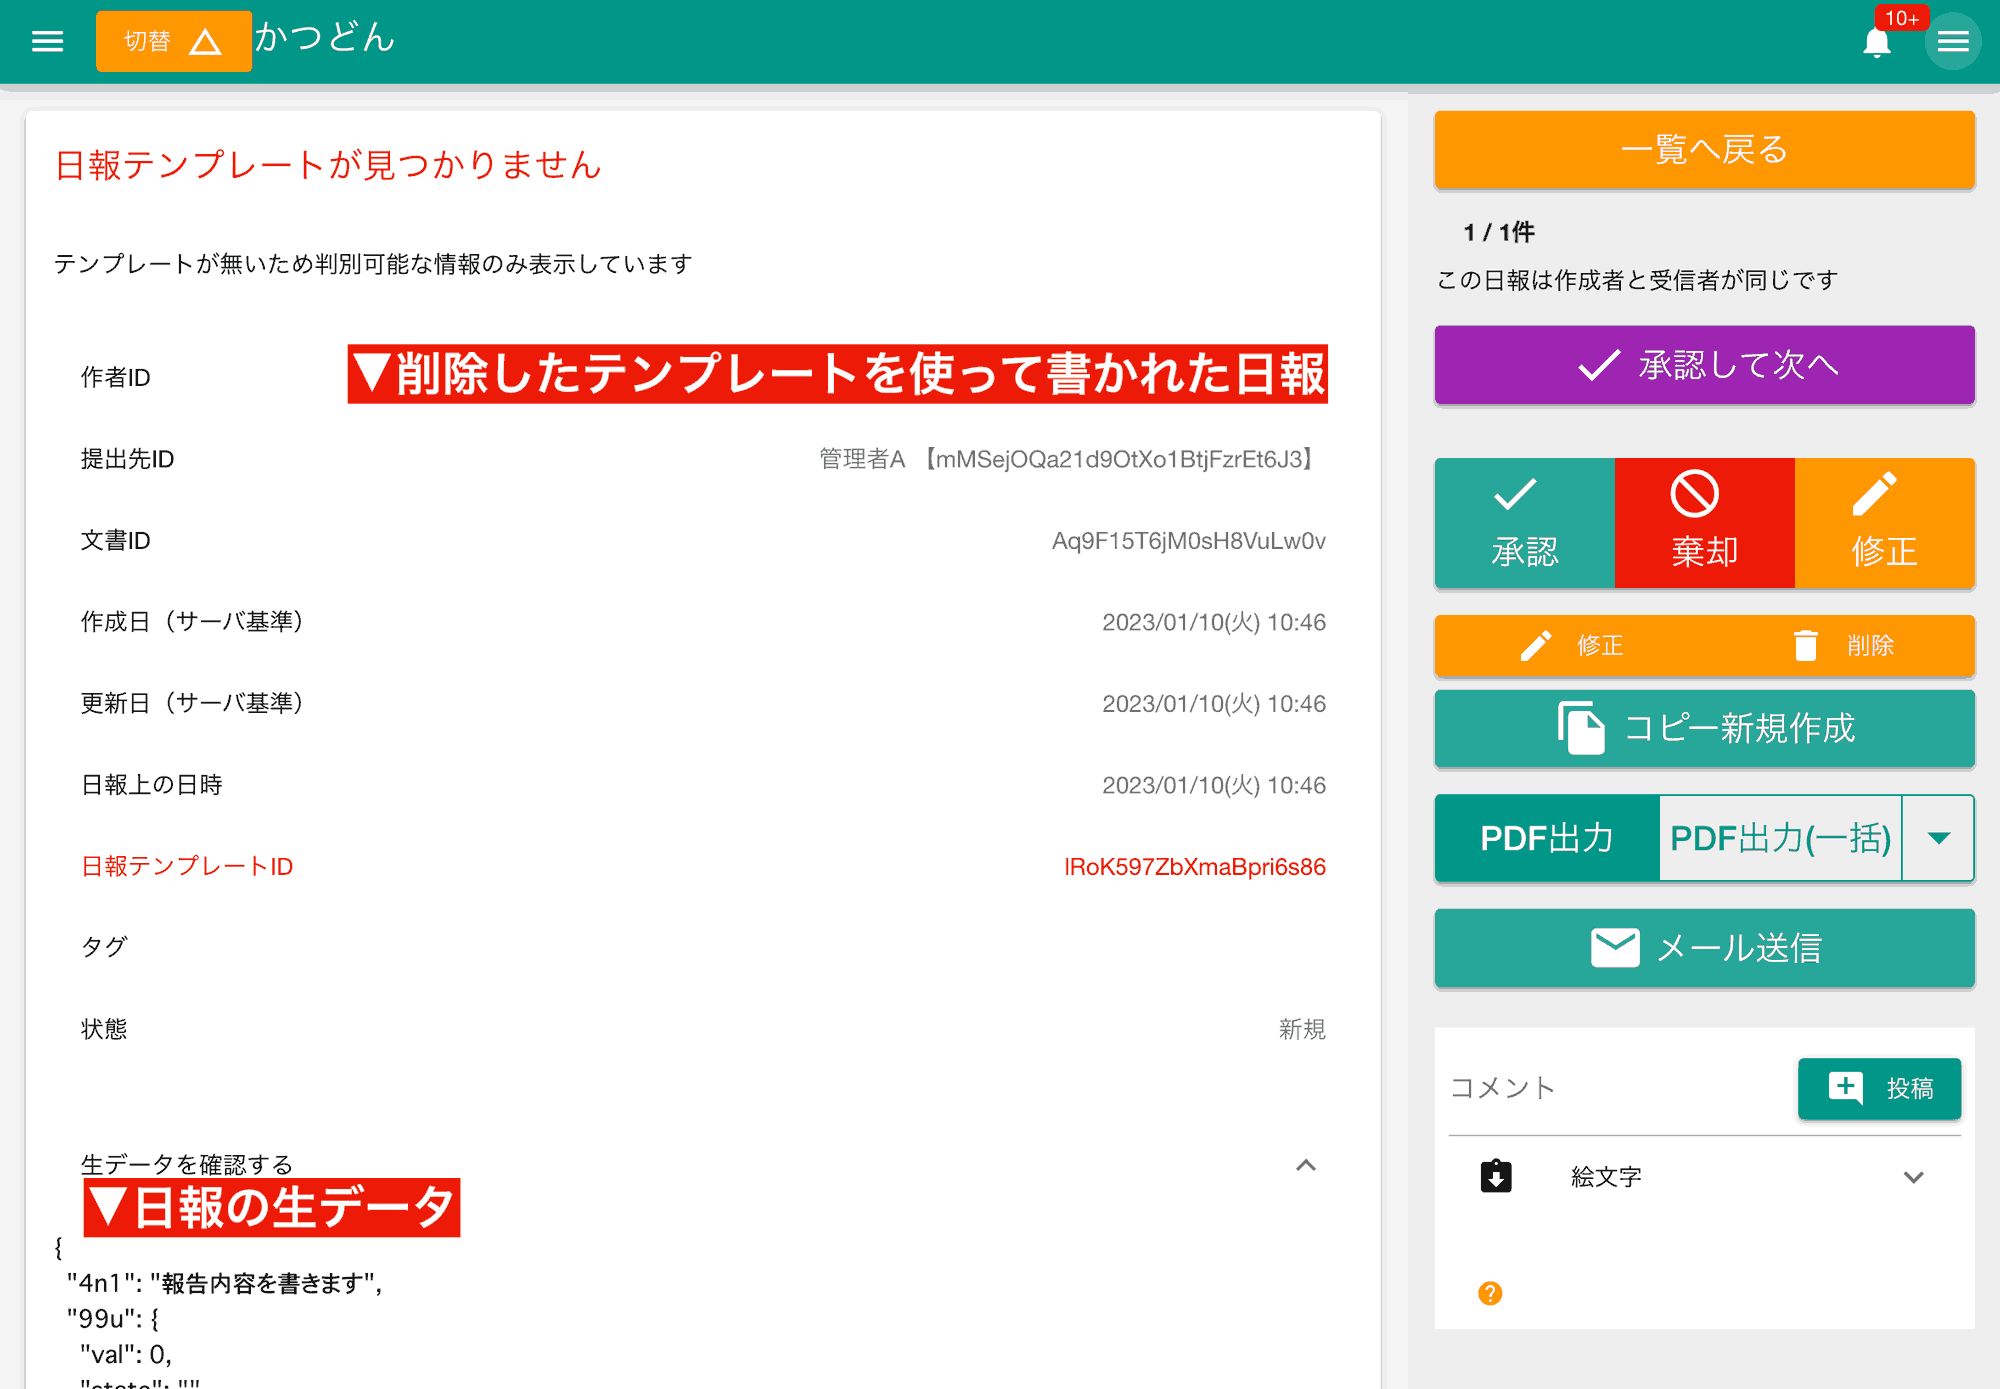 切替 かつどん
10+
日報テンプレートが見つかりません
テンプレートが無いため判別可能な情報のみ表示しています
作者ID
▼削除したテンプレートを使って書かれた日報
提出先ID 管理者A 【mMSejOQa21d9OtXo1BtjFzrEt6J3】
文書ID Aq9F15T6jM0sH8VuLw0v
作成日（サーバ基準） 2023/01/10(火) 10:46
更新日（サーバ基準） 2023/01/10(火) 10:46
日報上の日時 2023/01/10(火) 10:46
日報テンプレートID lRoK597ZbXmaBpri6s86
タグ
状態 新規
生データを確認する
▼日報の生データ
{
"4n1": "報告内容を書きます",
"99u": {
"val": 0,
"state": ""
一覧へ戻る
1 / 1件
この日報は作成者と受信者が同じです
承認して次へ
承認 棄却 修正
修正 削除
コピー新規作成
PDF出力 PDF出力(一括)
メール送信
コメント 投稿
絵文字
?